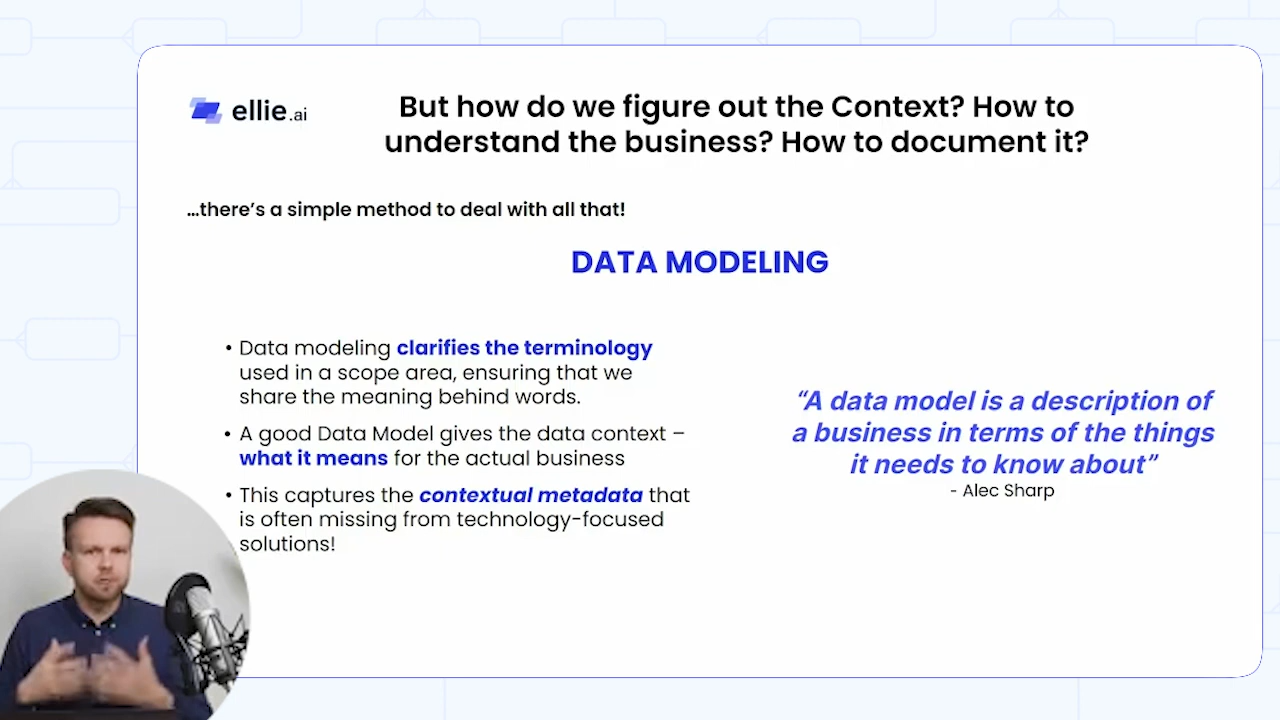 ellie.ai
But how do we figure out the Context? How to
understand the business? How to document it?
…there’s a simple method to deal with all that!
DATA MODELING
• Data modeling clarifies the terminology
used in a scope area, ensuring that we
share the meaning behind words.
• A good Data Model gives the data context –
what it means for the actual business
• This captures the contextual metadata that
is often missing from technology-focused
solutions!
“A data model is a description of
a business in terms of the things
it needs to know about”
- Alec Sharp